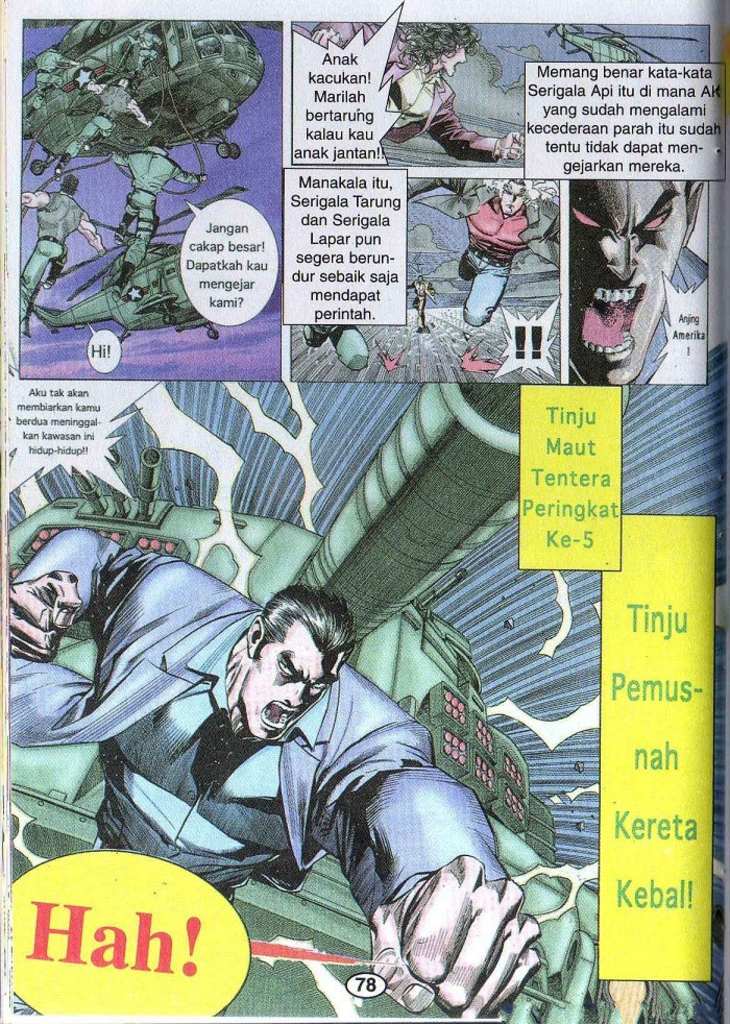 Anak
kacukan!
Marilah
bertarung
kalau kau
anak jantan!!
Memang benar kata-kata
Serigala Api itu di mana AK
yang sudah mengalami
kecederaan parah itu sudah
tentu tidak dapat men-
gejarkan mereka.
Jangan
cakap besar!
Dapatkah kau
mengejar
kami?
Hi!
Manakala itu,
Serigala Tarung
dan Serigala
Lapar pun
segera berun-
dur sebaik saja
mendapat
perintah.
!!
Anjing
Amerika
!
Aku tak akan
membiarkan kamu
berdua meninggal-
kan kawasan ini
hidup-hidup!!
Tinju
Maut
Tentera
Peringkat
Ke-5
Tinju
Pemus-
nah
Kereta
Kebal!
Hah!
78